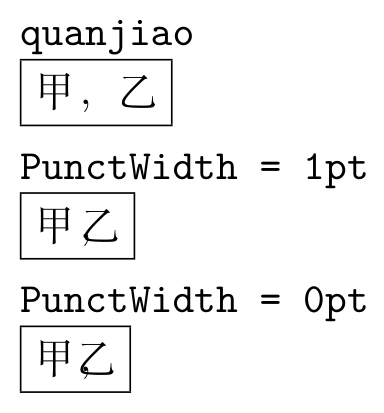 quanjiao
甲，乙
PunctWidth = 1pt
甲，乙
PunctWidth = 0pt
甲，乙